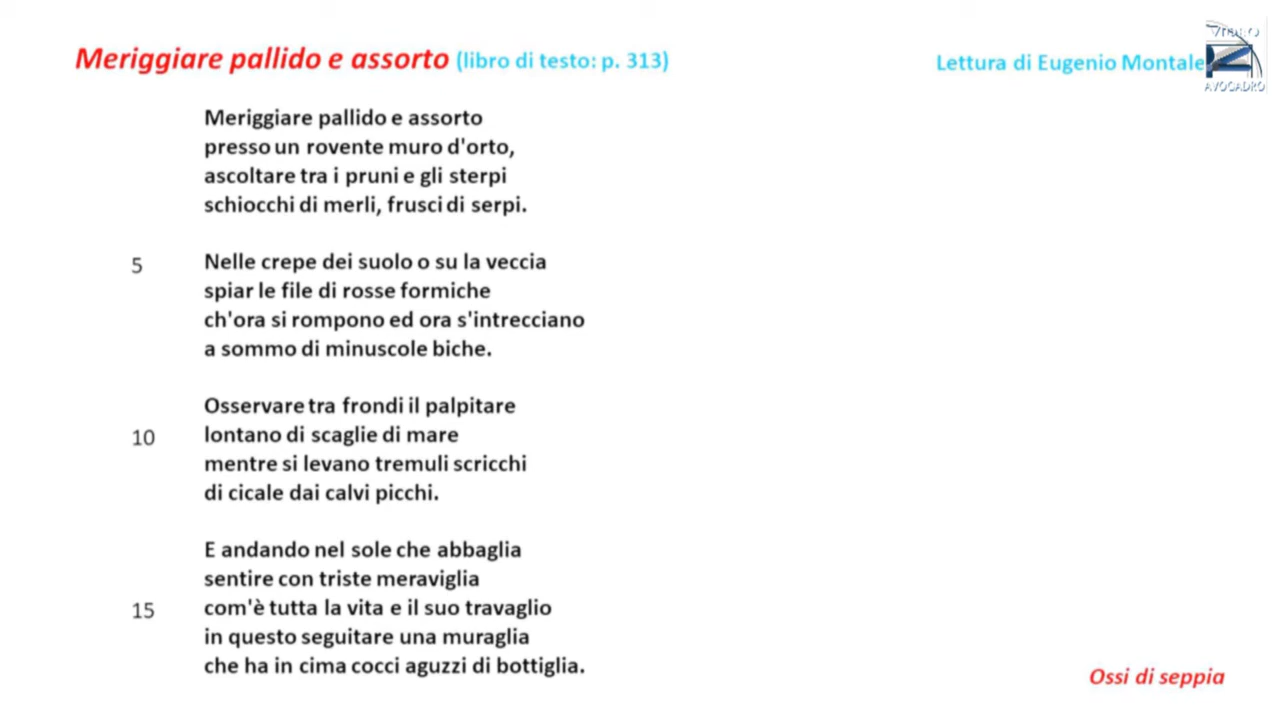 Meriggiare pallido e assorto (libro di testo: p. 313)
Lettura di Eugenio Montale
VIDEO
AVOGADRO
Meriggiare pallido e assorto
presso un rovente muro d'orto,
ascoltare tra i pruni e gli sterpi
schiocchi di merli, frusci di serpi.
5 Nelle crepe dei suolo o su la veccia
spiar le file di rosse formiche
ch'ora si rompono ed ora s'intrecciano
a sommo di minuscole biche.
Osservare tra frondi il palpitare
10 lontano di scaglie di mare
mentre si levano tremuli scricchi
di cicale dai calvi picchi.
E andando nel sole che abbaglia
sentire con triste meraviglia
15 com'è tutta la vita e il suo travaglio
in questo seguitare una muraglia
che ha in cima cocci aguzzi di bottiglia.
Ossi di seppia